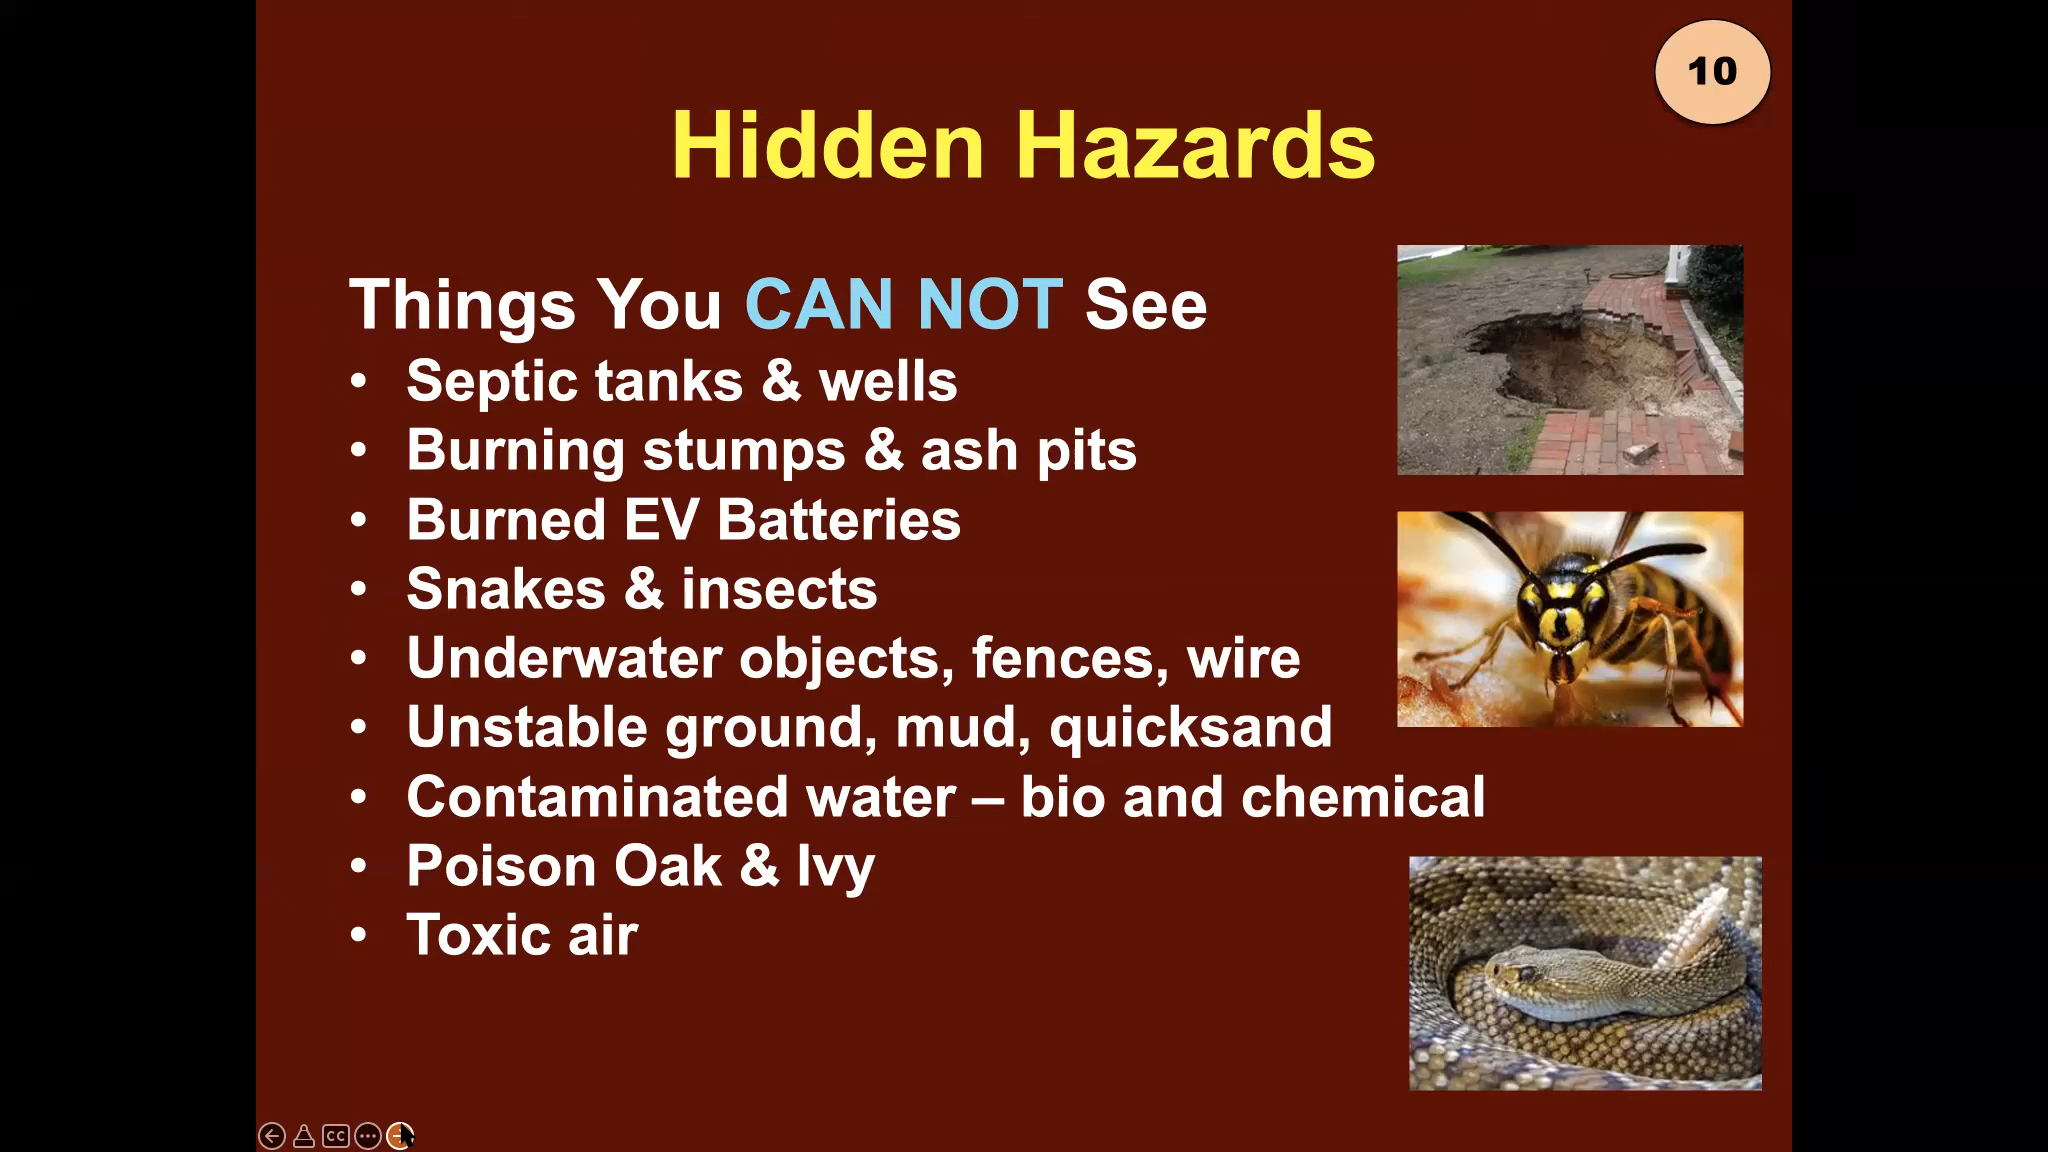 10
Hidden Hazards
Things You CAN NOT See
• Septic tanks & wells
• Burning stumps & ash pits
• Burned EV Batteries
• Snakes & insects
• Underwater objects, fences, wire
• Unstable ground, mud, quicksand
• Contaminated water – bio and chemical
• Poison Oak & Ivy
• Toxic air
CC